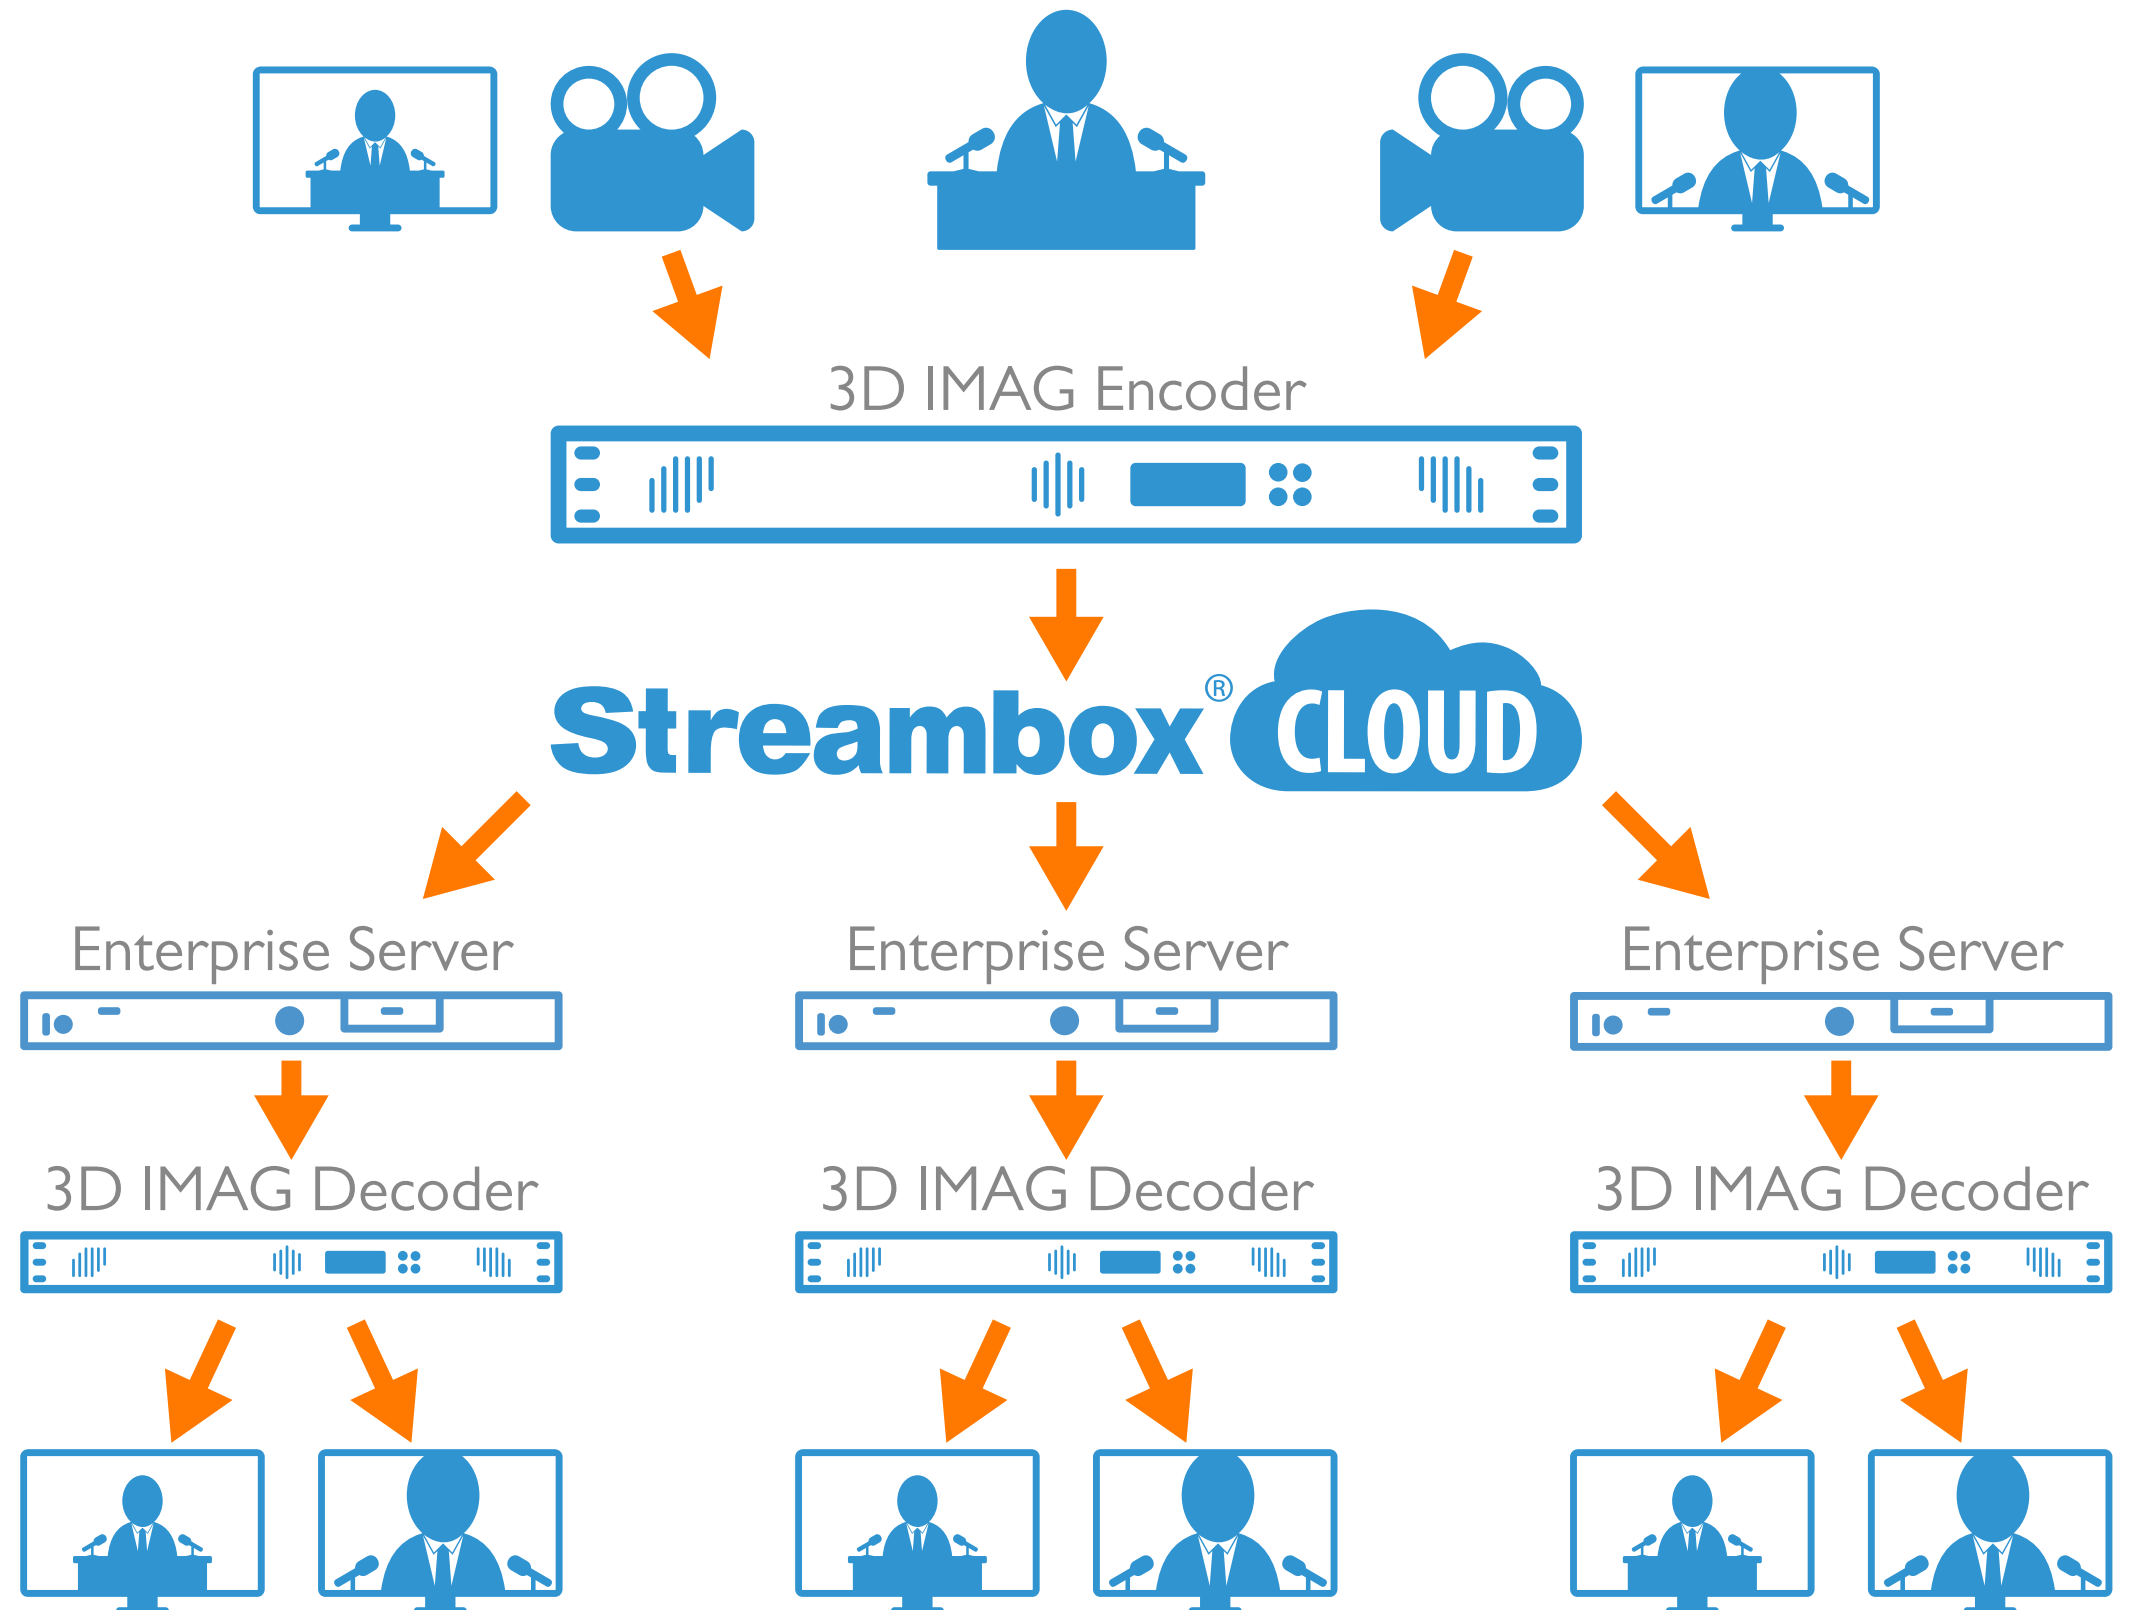 3D IMAG Encoder
Streambox® CLOUD
Enterprise Server
Enterprise Server
Enterprise Server
3D IMAG Decoder
3D IMAG Decoder
3D IMAG Decoder